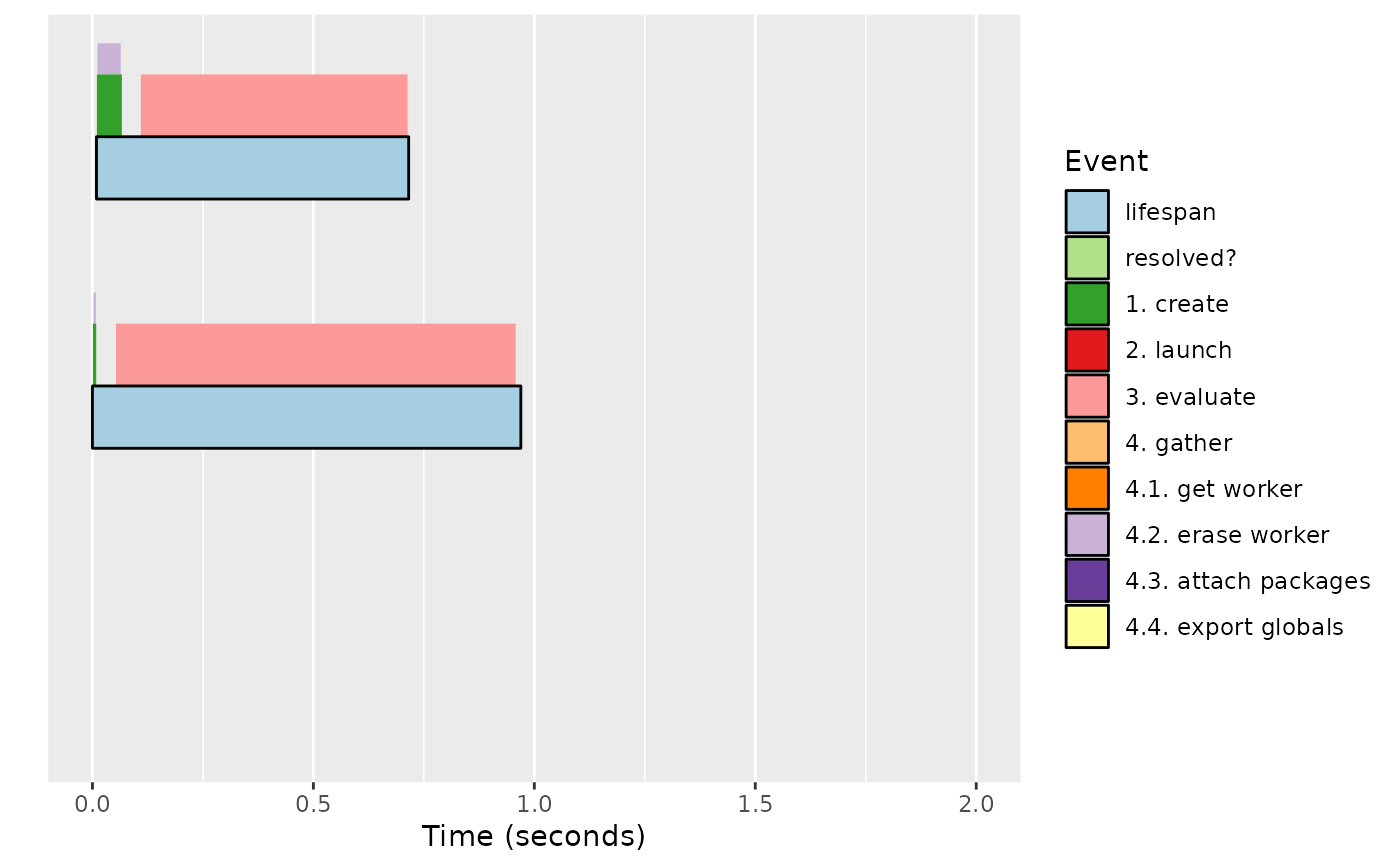 Event
lifespan
resolved?
1. create
2. launch
3. evaluate
4. gather
4.1. get worker
4.2. erase worker
4.3. attach packages
4.4. export globals
0.0 0.5 1.0 1.5 2.0
Time (seconds)